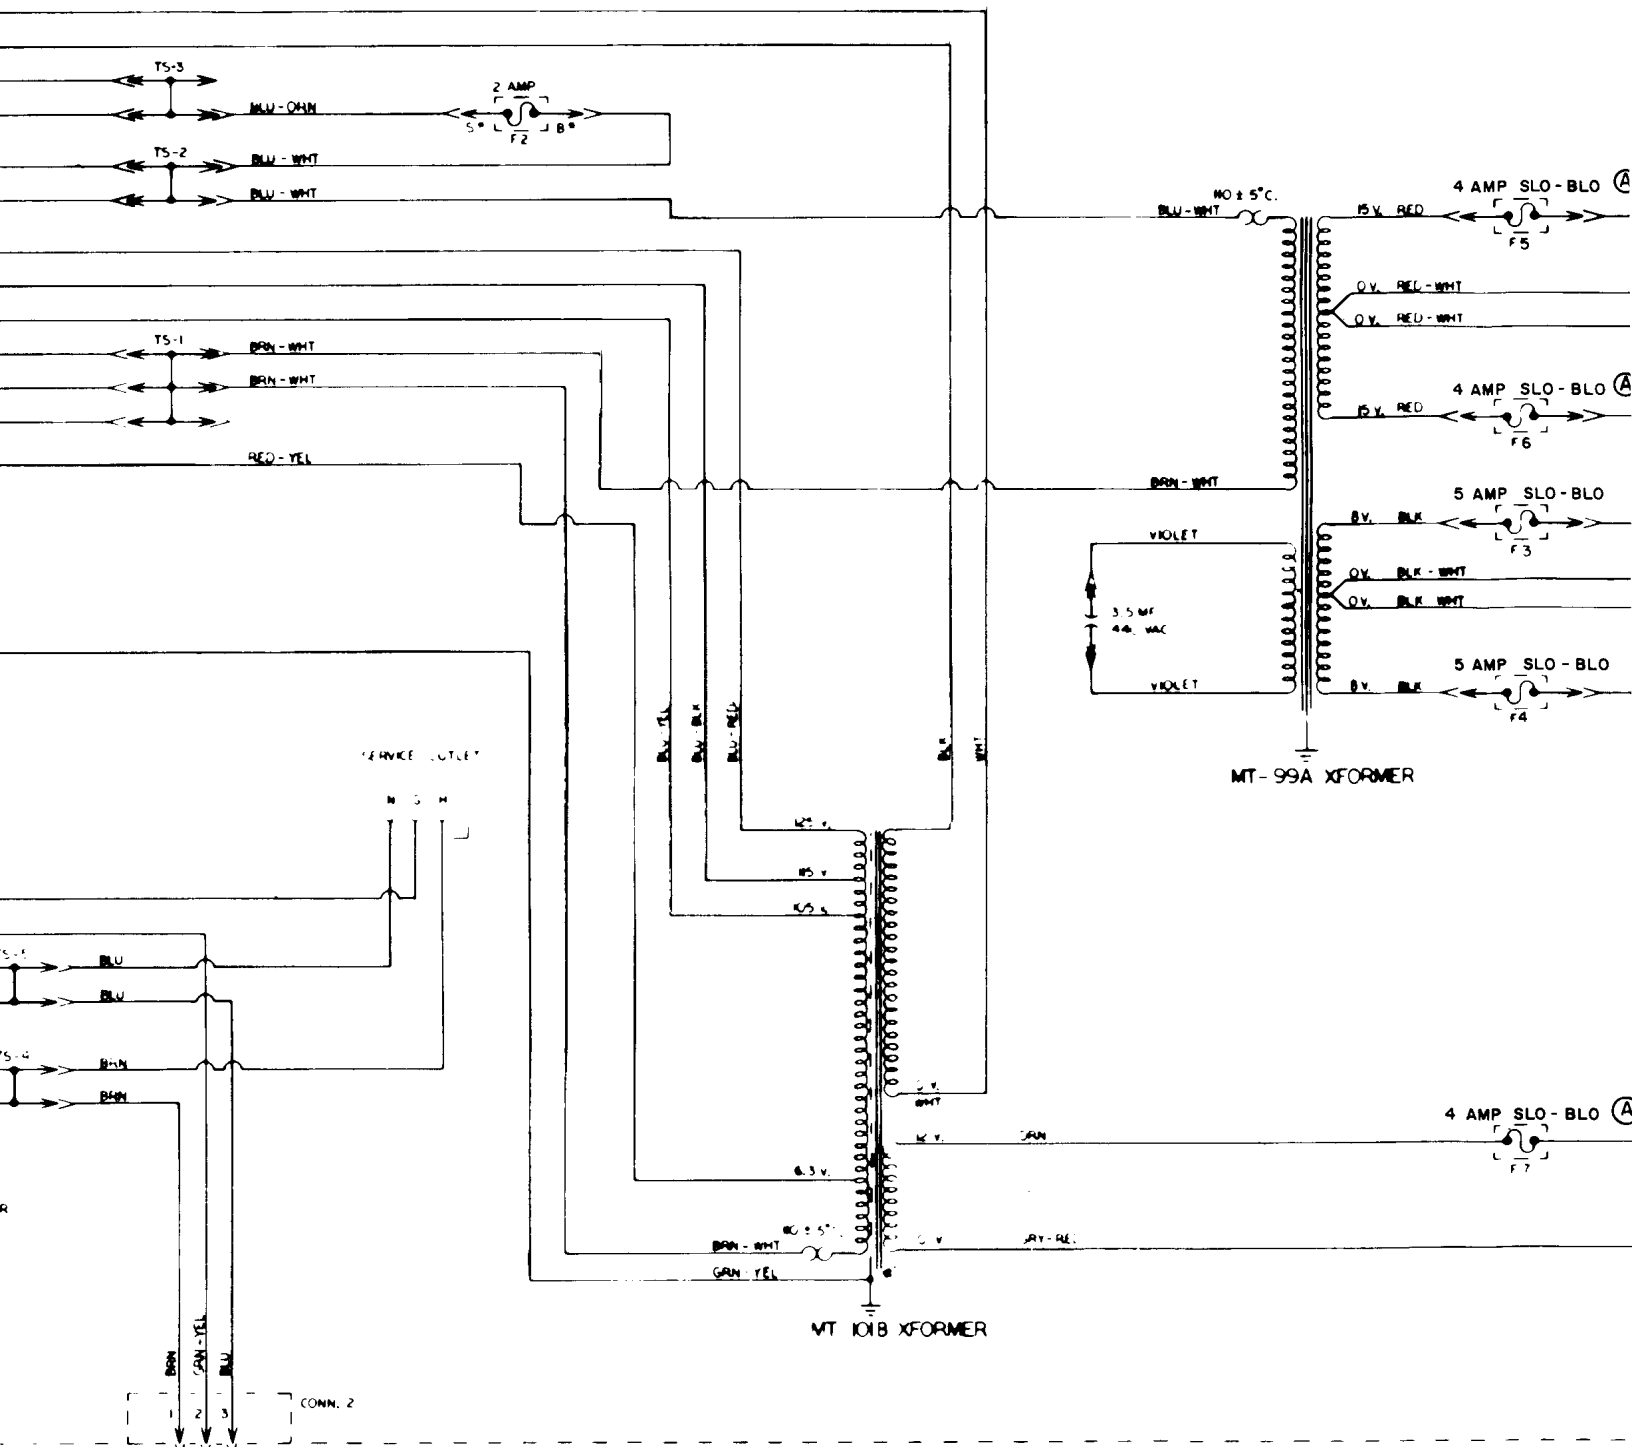 TS-3
2 AMP
BLU-ORN
S*
B*
F2
TS-2
BLU-WHT
BLU-WHT
110 ± 5°C.
BLU-WHT
15 V. RED
4 AMP SLO-BLO A
F5
0 V. RED-WHT
0 V. RED-WHT
TS-1
BRN-WHT
BRN-WHT
4 AMP SLO-BLO A
15 V. RED
F6
RED-YEL
BRN-WHT
5 AMP SLO-BLO
8 V. BLK
F3
VIOLET
0 V. BLK-WHT
0 V. BLK WHT
3.5 MF
VAC
5 AMP SLO-BLO
VIOLET
8 V. BLK
F4
BLU-YEL
BLU-BLK
BLU-RED
BLK
WHT
MT-99A XFORMER
SERVICE
N
H
115 V
TS-4
BLU
BLU
BRN
BRN
WHT
4 AMP SLO-BLO A
12 V.
F7
6.3 V.
R
BRN-WHT
GRN-YEL
MT 101B XFORMER
BRN
GRN-YEL
BLU
1 2 3
CONN. 2